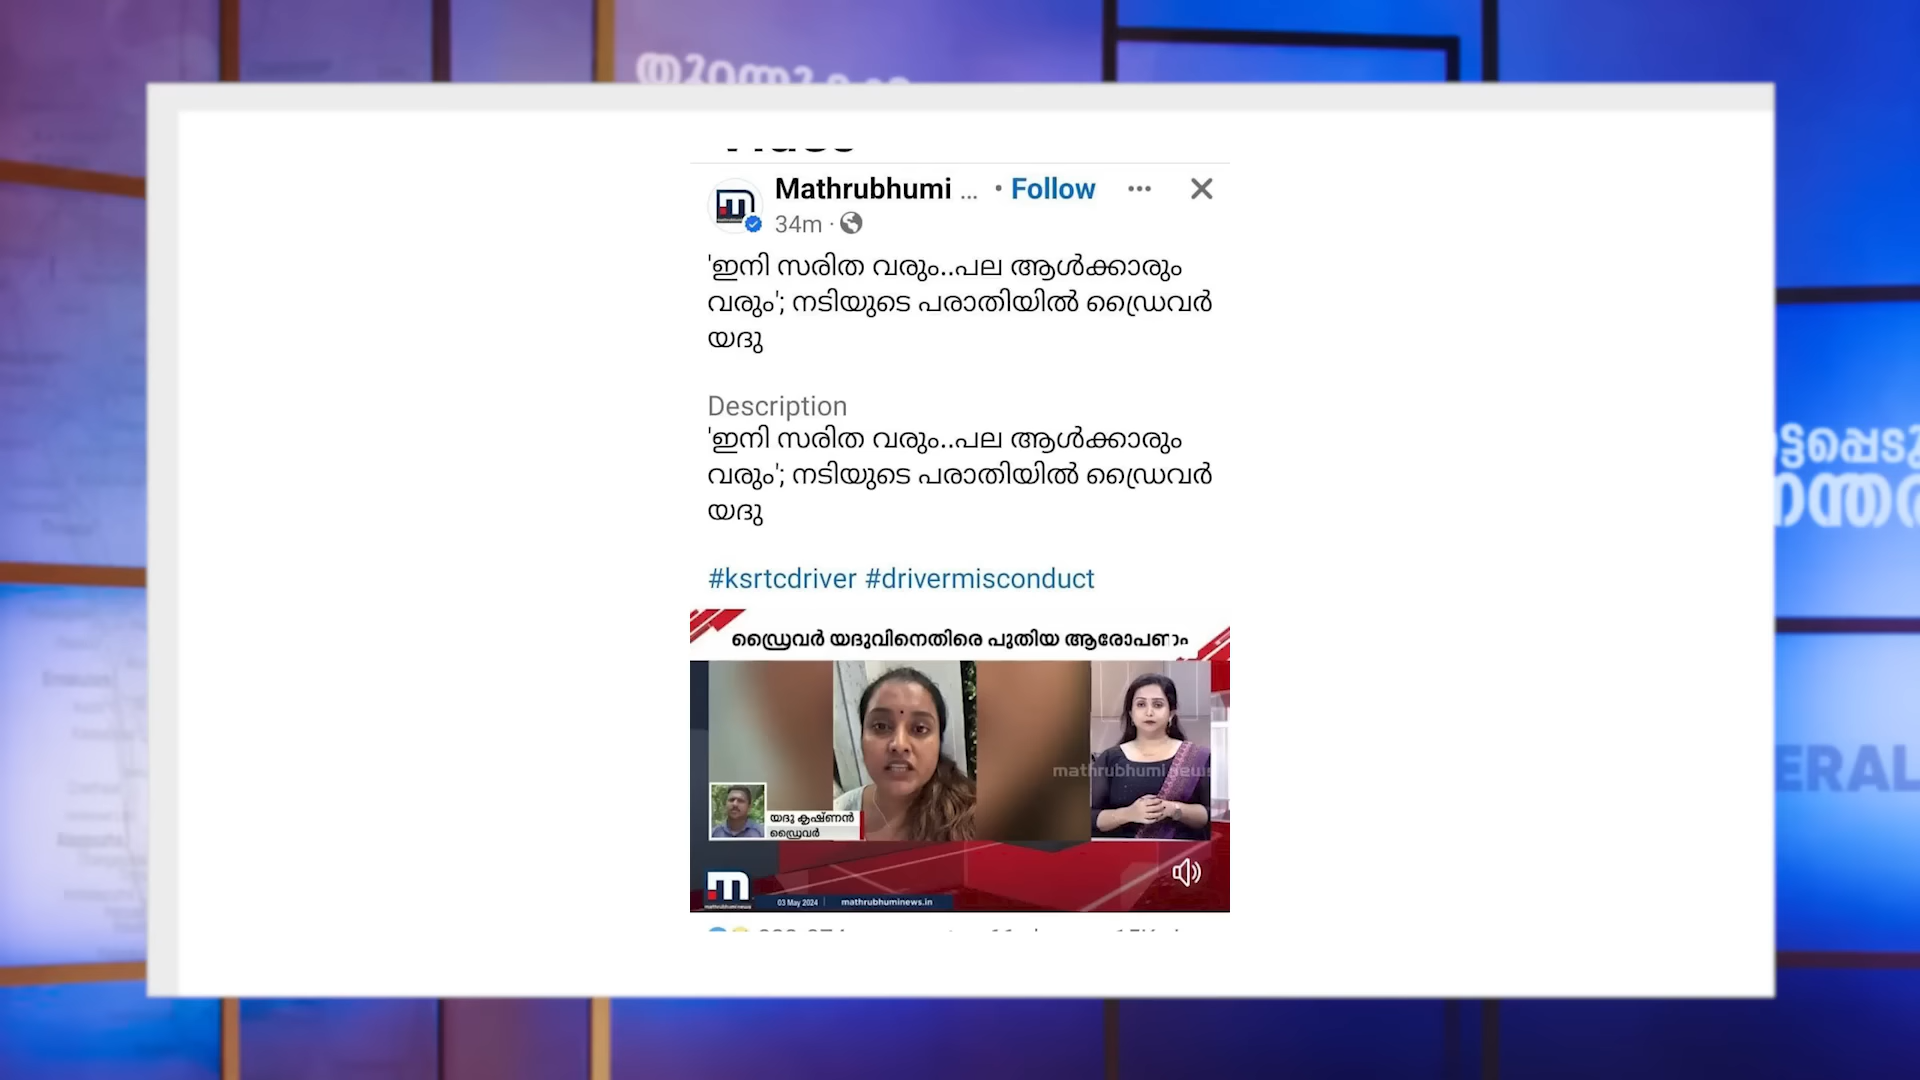 Mathrubhumi ... • Follow
34m ·
'ഇനി സരിത വരും..പല ആൾക്കാരും
വരും'; നടിയുടെ പരാതിയിൽ ഡ്രൈവർ
യദു
Description
'ഇനി സരിത വരും..പല ആൾക്കാരും
വരും'; നടിയുടെ പരാതിയിൽ ഡ്രൈവർ
യദു
#ksrtcdriver #drivermisconduct
ഡ്രൈവർ യദുവിനെതിരെ പുതിയ ആരോപണം
mathrubhumi news
യദു കൃഷ്ണൻ
ഡ്രൈവർ
mathrubhuminews
03 May 2024
mathrubhuminews.in